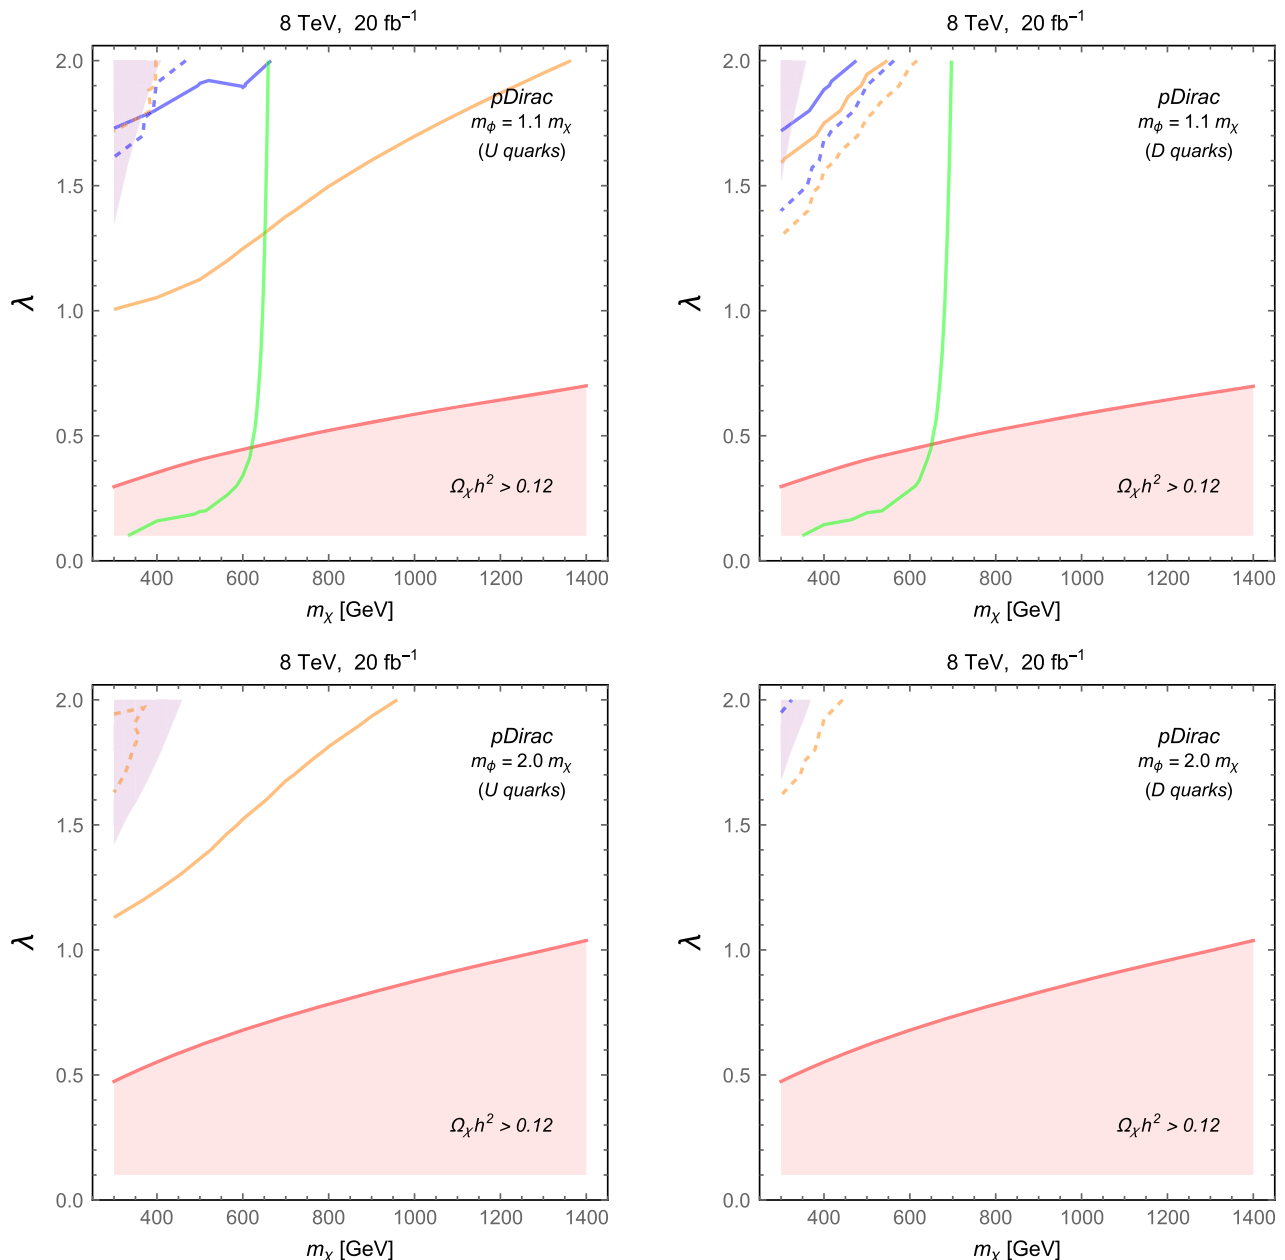 8 TeV, 20 fb⁻¹
2.0
1.5
1.0
0.5
0.0
λ
pDirac
m_ϕ = 1.1 m_χ
(U quarks)
Ω_χh² > 0.12
400 600 800 1000 1200 1400
m_χ [GeV]
8 TeV, 20 fb⁻¹
2.0
1.5
1.0
0.5
0.0
λ
pDirac
m_ϕ = 1.1 m_χ
(D quarks)
Ω_χh² > 0.12
400 600 800 1000 1200 1400
m_χ [GeV]
8 TeV, 20 fb⁻¹
2.0
1.5
1.0
0.5
0.0
λ
pDirac
m_ϕ = 2.0 m_χ
(U quarks)
Ω_χh² > 0.12
400 600 800 1000 1200 1400
m_χ [GeV]
8 TeV, 20 fb⁻¹
2.0
1.5
1.0
0.5
0.0
λ
pDirac
m_ϕ = 2.0 m_χ
(D quarks)
Ω_χh² > 0.12
400 600 800 1000 1200 1400
m_χ [GeV]